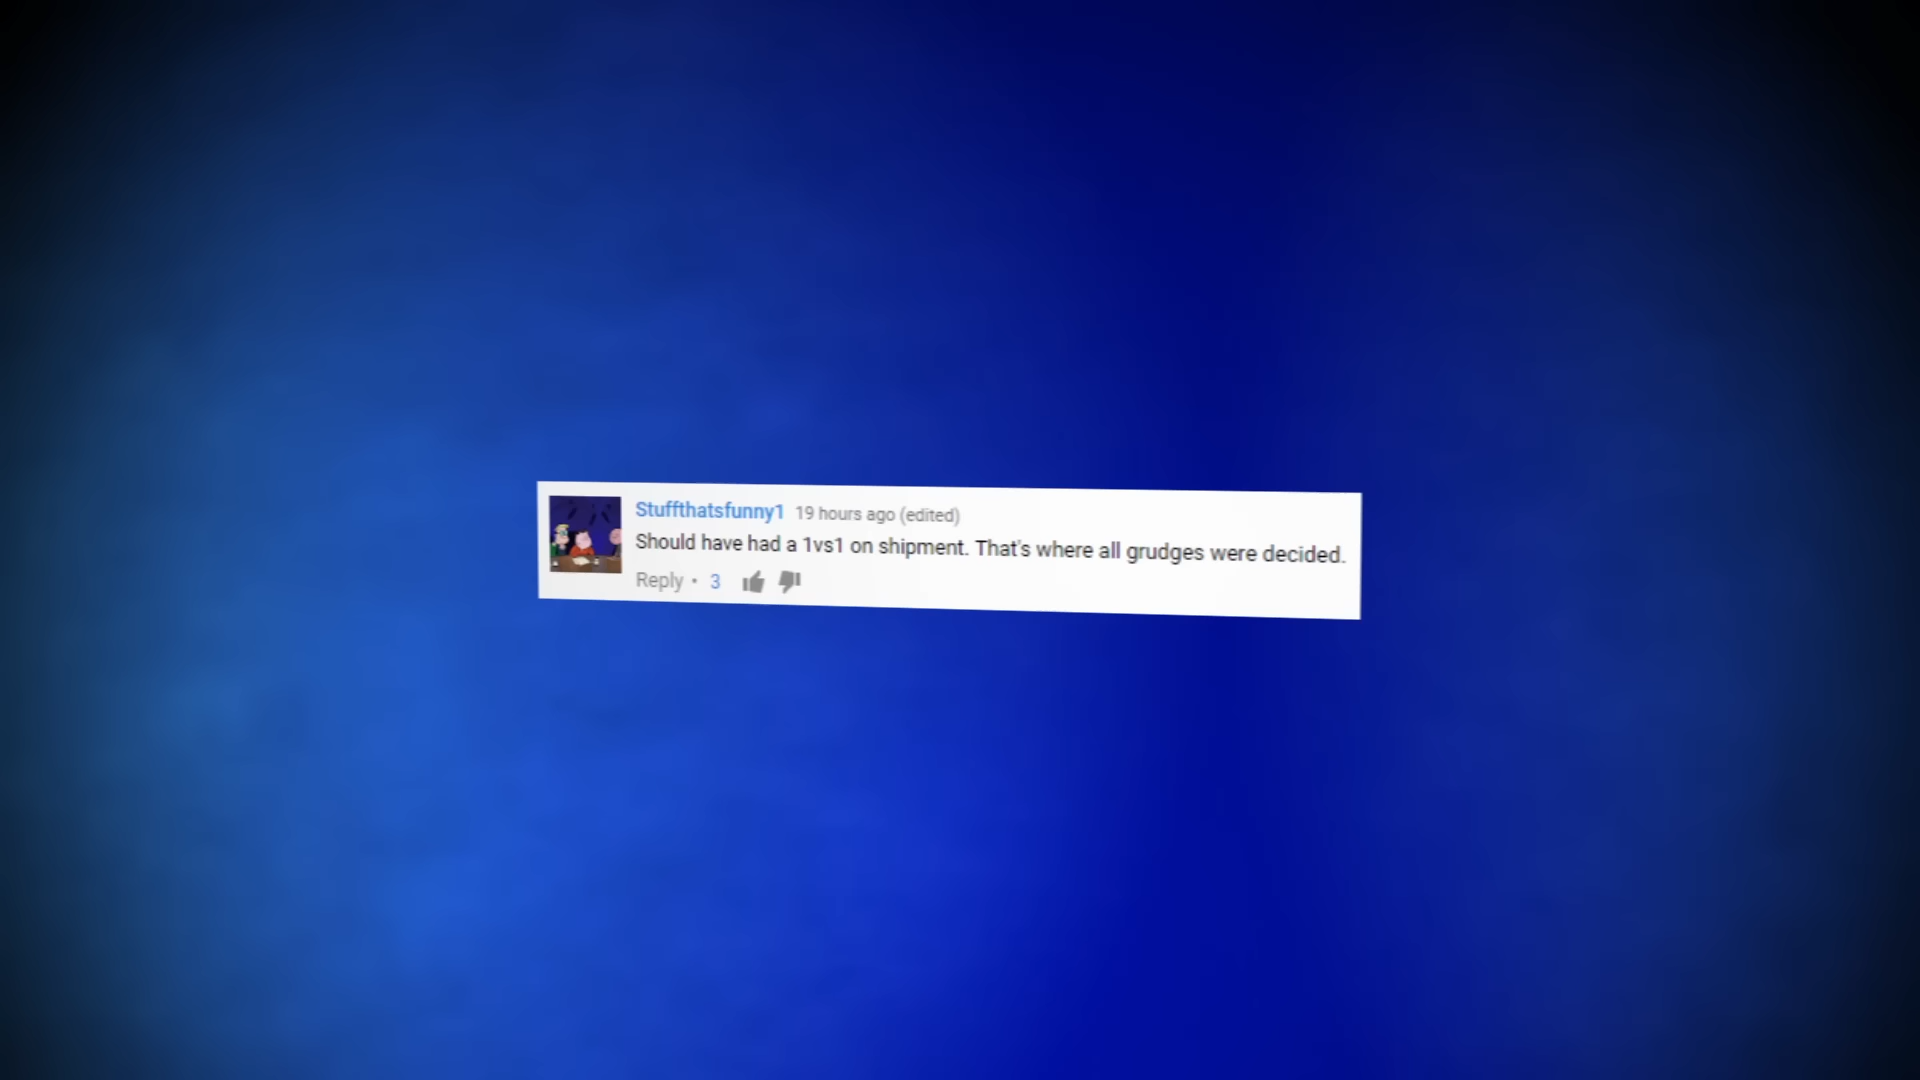 Stuffthatsfunny1 19 hours ago (edited)
Should have had a 1vs1 on shipment. That's where all grudges were decided.
Reply • 3